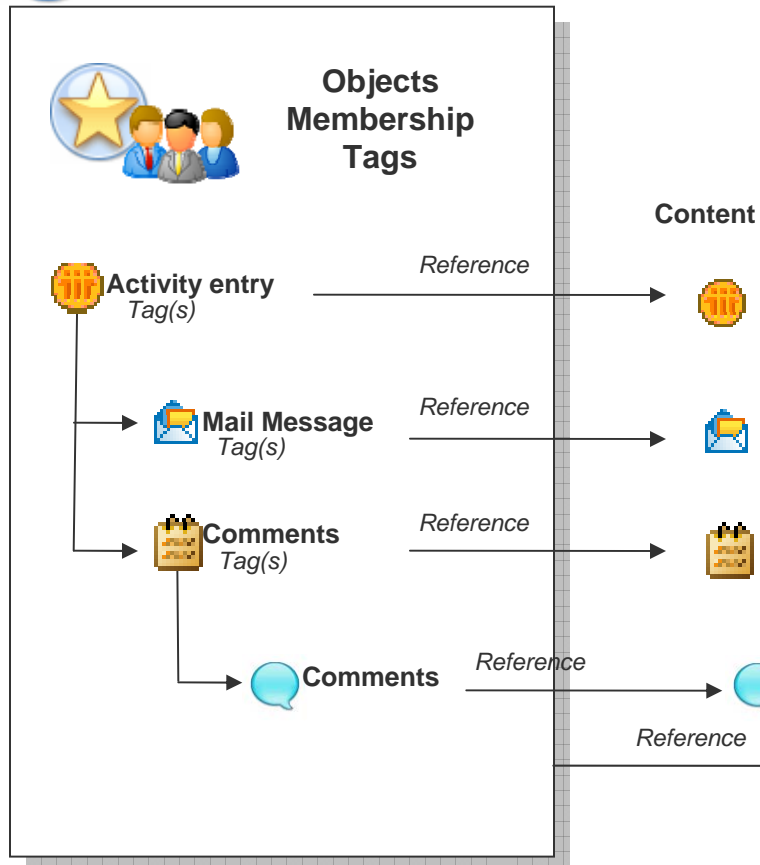 Objects
Membership
Tags
Content
Reference
Activity entry
Tag(s)
Reference
Mail Message
Tag(s)
Reference
Comments
Tag(s)
Reference
Comments
Reference